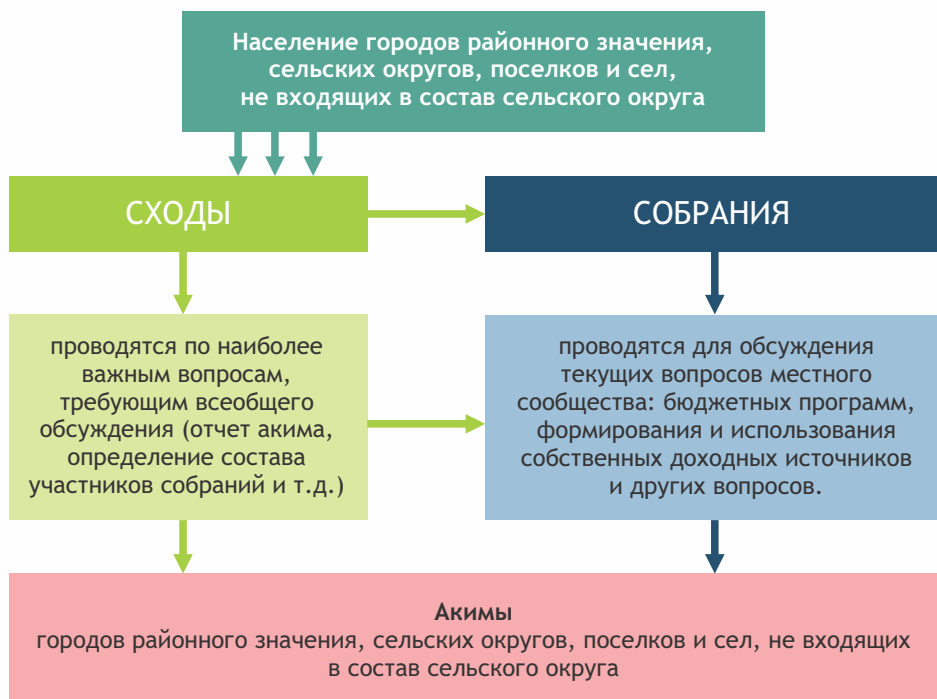 Население городов районного значения,
сельских округов, поселков и сел,
не входящих в состав сельского округа
СХОДЫ
СОБРАНИЯ
проводятся по наиболее
важным вопросам,
требующим всеобщего
обсуждения (отчет акима,
определение состава
участников собраний и т.д.)
проводятся для обсуждения
текущих вопросов местного
сообщества: бюджетных программ,
формирования и использования
собственных доходных источников
и других вопросов.
Акимы
городов районного значения, сельских округов, поселков и сел, не входящих
в состав сельского округа